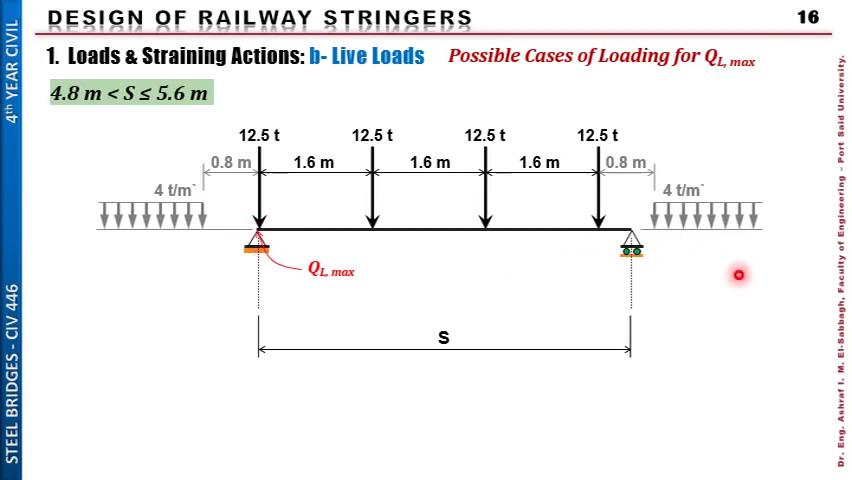 DESIGN OF RAILWAY STRINGERS
16
1. Loads & Straining Actions: b- Live Loads
Possible Cases of Loading for QL, max
4.8 m < S ≤ 5.6 m
12.5 t 12.5 t 12.5 t 12.5 t
0.8 m 1.6 m 1.6 m 1.6 m 0.8 m
4 t/m` 4 t/m`
QL, max
S
4th YEAR CIVIL
STEEL BRIDGES - CIV 446
Dr. Eng. Ashraf I. M. El-Sabbagh, Faculty of Engineering – Port Said University.